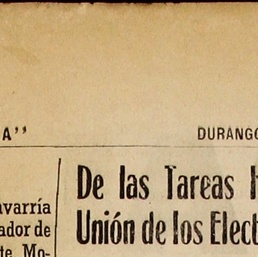 A" DURANGO
De las Tareas
Unión de los Elect
avarría
ador de
te Mo-